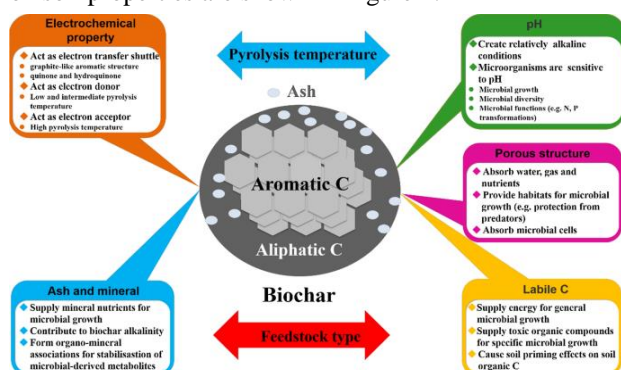 Electrochemical
property
Act as electron transfer shuttle
graphite-like aromatic structure
quinone and hydroquinone
Act as electron donor
Low and intermediate pyrolysis
temperature
Act as electron acceptor
High pyrolysis temperature
Pyrolysis temperature
Ash
pH
Create relatively alkaline
conditions
Microorganisms are sensitive
to pH
Microbial growth
Microbial diversity
Microbial functions (e.g. N, P
transformations)
Aromatic C
Aliphatic C
Biochar
Porous structure
Absorb water, gas and
nutrients
Provide habitats for microbial
growth (e.g. protection from
predators)
Absorb microbial cells
Ash and mineral
Supply mineral nutrients for
microbial growth
Contribute to biochar alkalinity
Form organo-mineral
associations for stabilisation of
microbial-derived metabolites
Feedstock type
Labile C
Supply energy for general
microbial growth
Supply toxic organic compounds
for specific microbial growth
Cause soil priming effects on soil
organic C